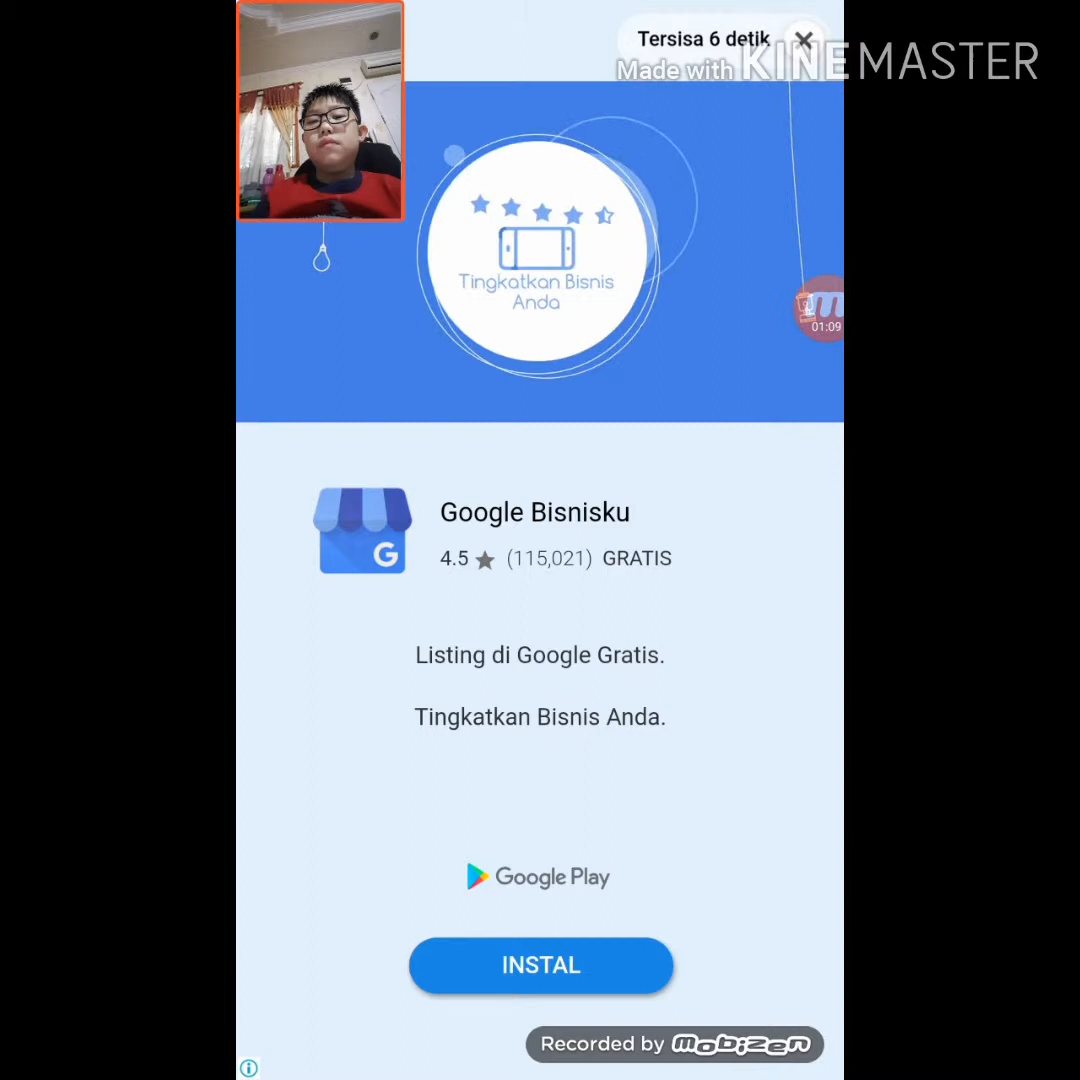 Tersisa 6 detik
Made with KINEMASTER
Tingkatkan Bisnis
Anda
01:09
Google Bisnisku
4.5 ★ (115,021) GRATIS
Listing di Google Gratis.
Tingkatkan Bisnis Anda.
Google Play
INSTAL
Recorded by mobizen